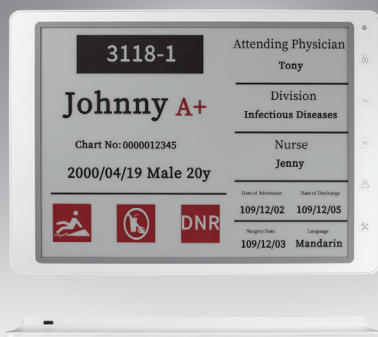 3118-1
Johnny A+
Chart No:0000012345
2000/04/19 Male 20y
DNR
Attending Physician
Tony
Division
Infectious Diseases
Nurse
Jenny
Date of Admission Date of Discharge
109/12/02 109/12/05
Surgery Date Language
109/12/03 Mandarin